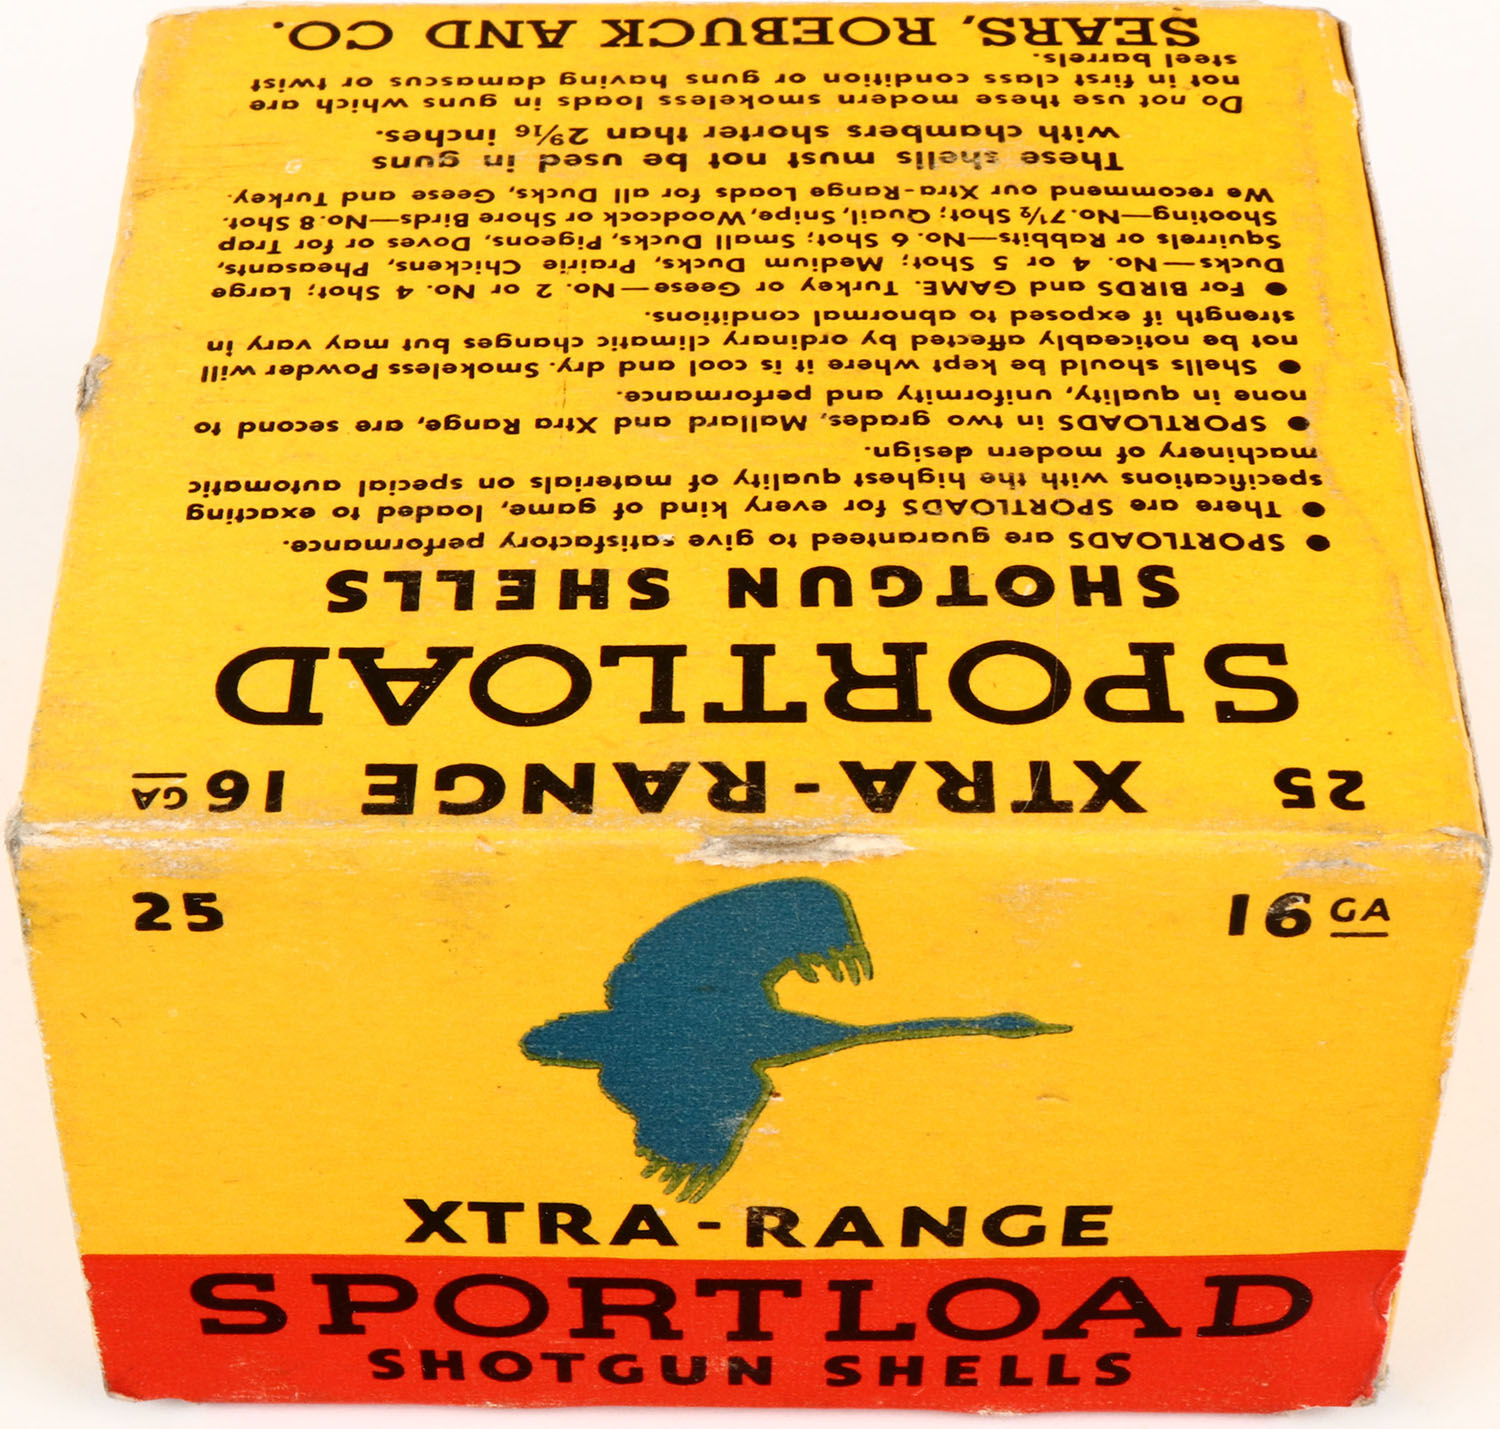 25 XTRA-RANGE 16 GA
SPORTLOAD
SHOTGUN SHELLS
● SPORTLOADS are guaranteed to give satisfactory performance.
● There are SPORTLOADS for every kind of game, loaded to exacting
specifications with the highest quality of materials on special automatic
machinery of modern design.
● SPORTLOADS in two grades, Mallard and Xtra Range, are second to
none in quality, uniformity and performance.
● Shells should be kept where it is cool and dry. Smokeless Powder will
not be noticeably affected by ordinary climatic changes but may vary in
strength if exposed to abnormal conditions.
● For BIRDS and GAME. Turkey or Geese—No. 2 or No. 4 Shot; Large
Ducks—No. 4 or 5 Shot; Medium Ducks, Prairie Chickens, Pheasants,
Squirrels or Rabbits—No. 6 Shot; Small Ducks, Pigeons, Doves or for Trap
Shooting—No. 7½ Shot; Quail, Snipe, Woodcock or Shore Birds—No. 8 Shot.
We recommend our Xtra-Range Loads for all Ducks, Geese and Turkey.
These shells must not be used in guns
with chambers shorter than 2 9/16 inches.
Do not use these modern smokeless loads in guns which are
not in first class condition or guns having damascus or twist
steel barrels.
SEARS, ROEBUCK AND CO.
25 16 GA
XTRA-RANGE
SPORTLOAD
SHOTGUN SHELLS